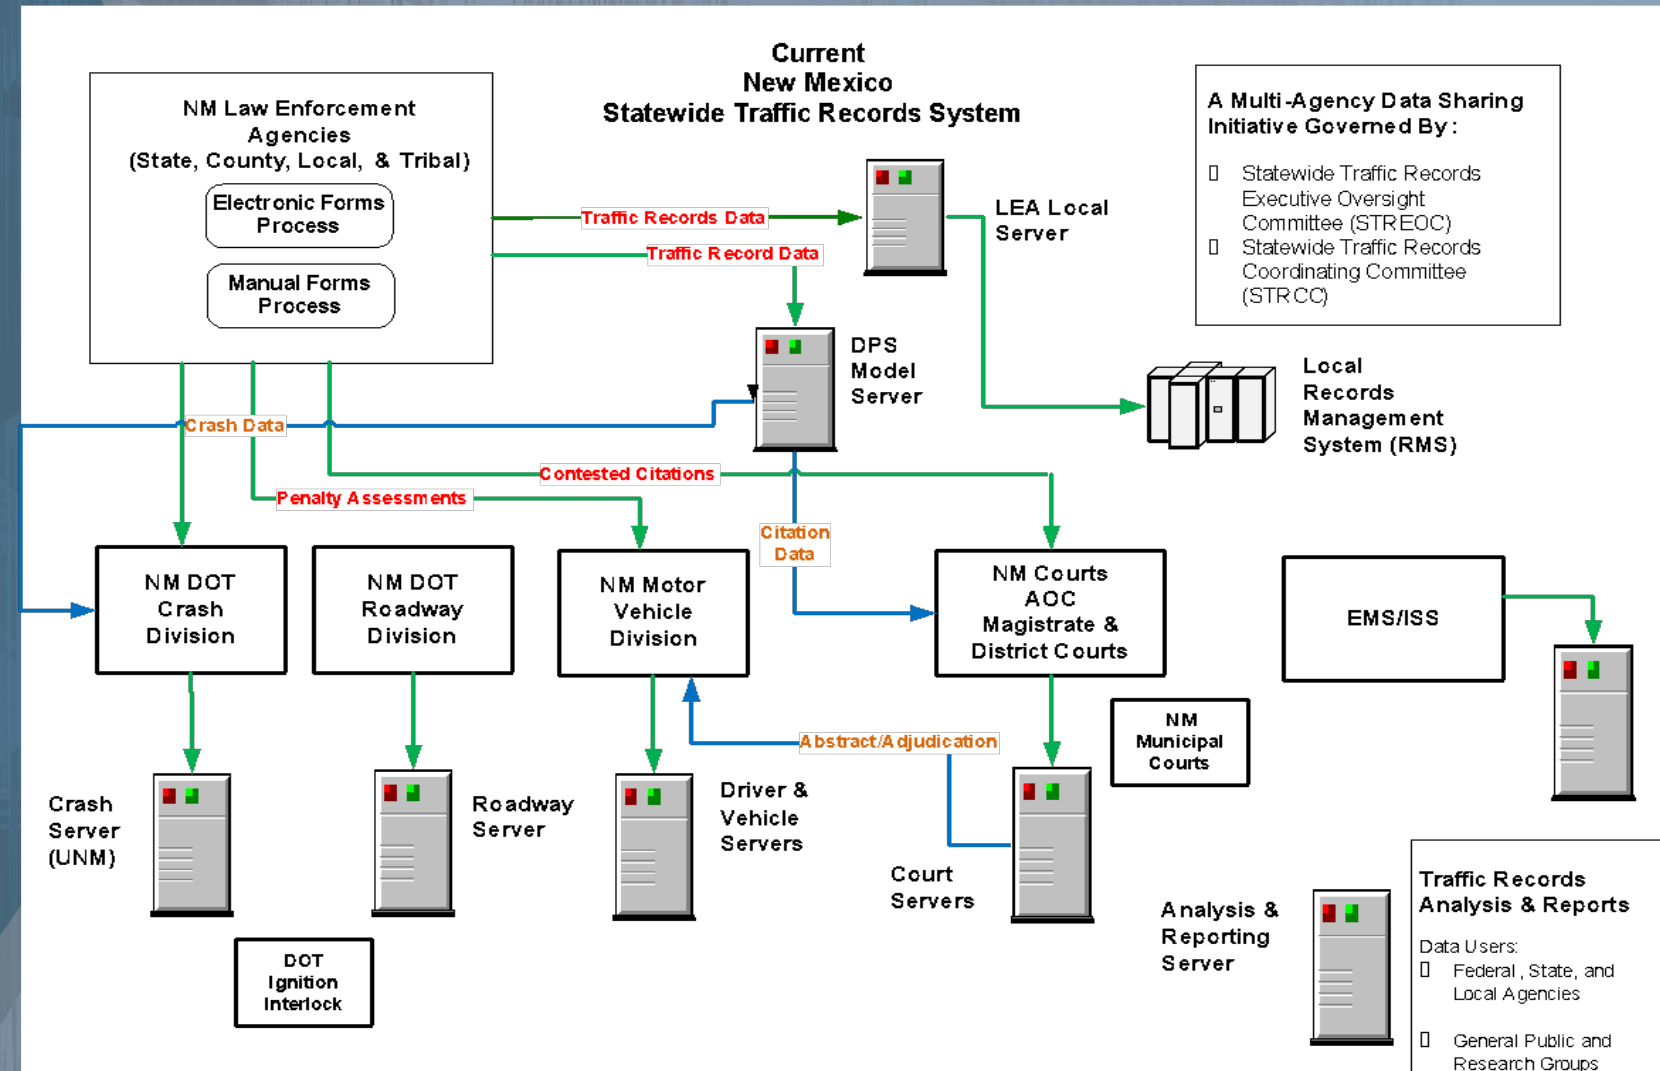 Current
New Mexico
Statewide Traffic Records System
NM Law Enforcement
Agencies
(State, County, Local, & Tribal)
Electronic Forms
Process
Manual Forms
Process
Traffic Records Data
Traffic Record Data
LEA Local
Server
A Multi-Agency Data Sharing
Initiative Governed By:
Statewide Traffic Records
Executive Oversight
Committee (STREOC)
Statewide Traffic Records
Coordinating Committee
(STRCC)
DPS
Model
Server
Local
Records
Management
System (RMS)
Crash Data
Contested Citations
Penalty Assessments
Citation
Data
NM DOT
Crash
Division
NM DOT
Roadway
Division
NM Motor
Vehicle
Division
NM Courts
AOC
Magistrate &
District Courts
EMS/ISS
NM
Municipal
Courts
Abstract/Adjudication
Crash
Server
(UNM)
Roadway
Server
Driver &
Vehicle
Servers
Court
Servers
Analysis &
Reporting
Server
DOT
Ignition
Interlock
Traffic Records
Analysis & Reports
Data Users:
Federal, State, and
Local Agencies
General Public and
Research Groups